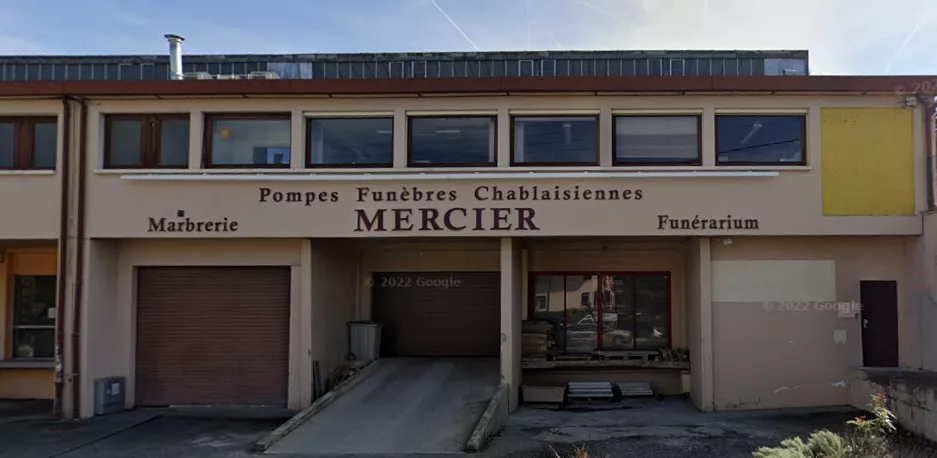 Pompes Funèbres Chablaisiennes
Marbrerie MERCIER Funérarium
© 2022 Google
© 2022 Google